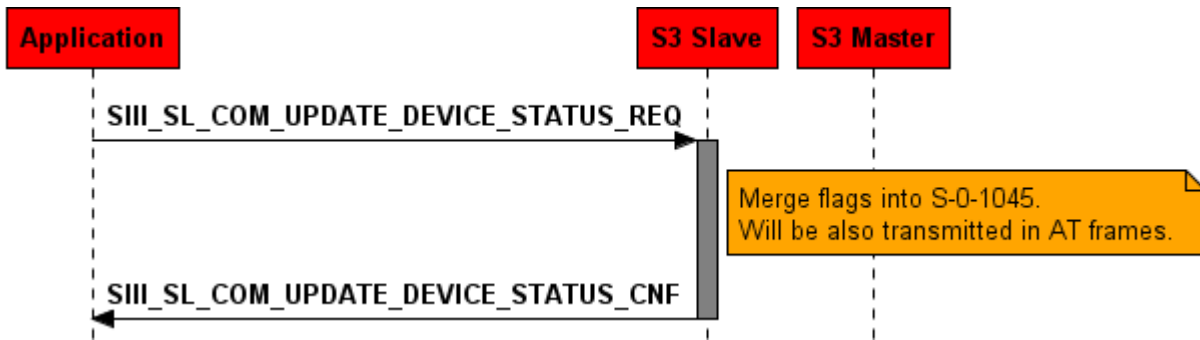 Application
S3 Slave
S3 Master
SIII_SL_COM_UPDATE_DEVICE_STATUS_REQ
Merge flags into S-0-1045.
Will be also transmitted in AT frames.
SIII_SL_COM_UPDATE_DEVICE_STATUS_CNF